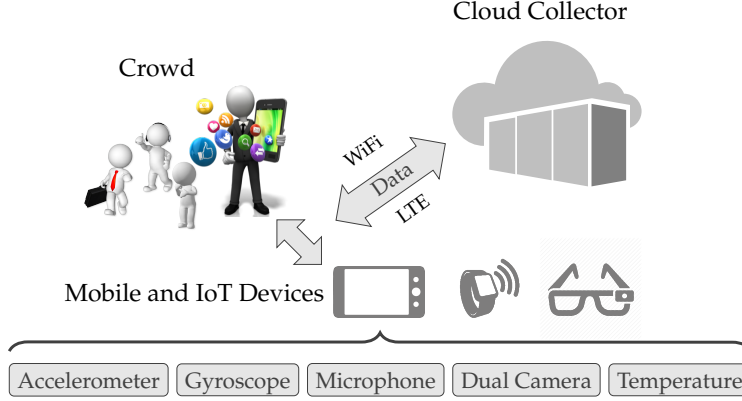 Cloud Collector
Crowd
WiFi
Data
LTE
Mobile and IoT Devices
Accelerometer
Gyroscope
Microphone
Dual Camera
Temperature